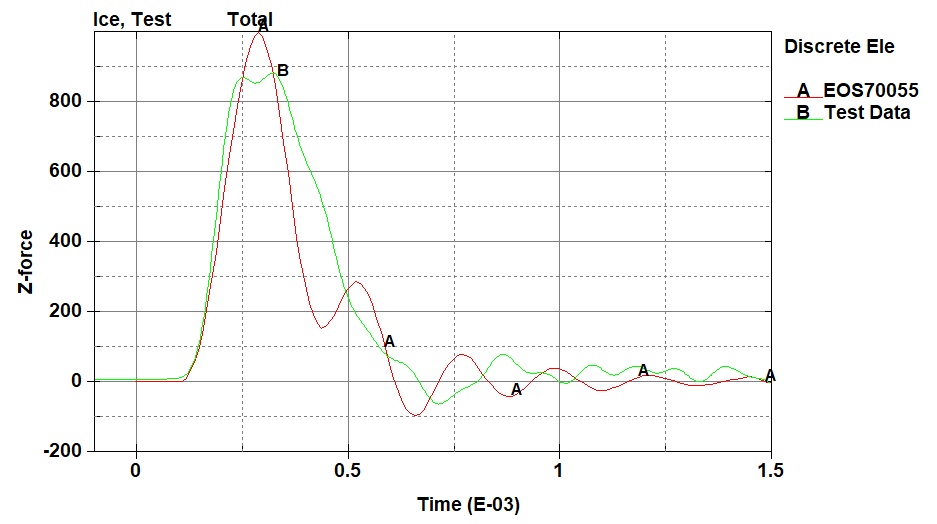 Ice, Test Total
Discrete Ele
A EOS70055
B Test Data
A
B
800
600
400
200
0
-200
A
A
A
A
Z-force
0 0.5 1 1.5
Time (E-03)